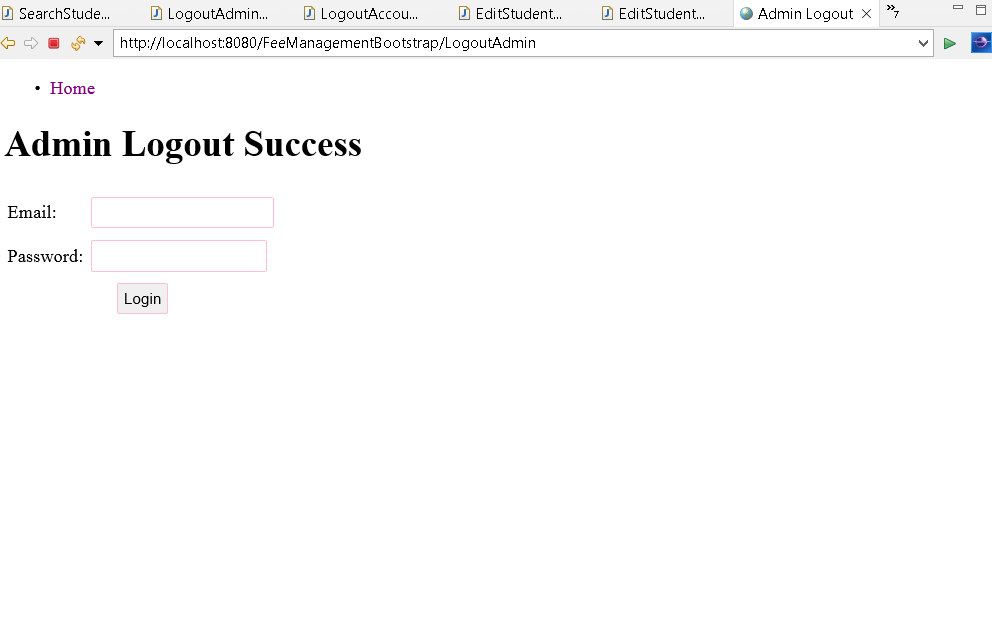 SearchStude... LogoutAdmin... LogoutAccou... EditStudent... EditStudent... Admin Logout »7
http://localhost:8080/FeeManagementBootstrap/LogoutAdmin
• Home
Admin Logout Success
Email:
Password:
Login